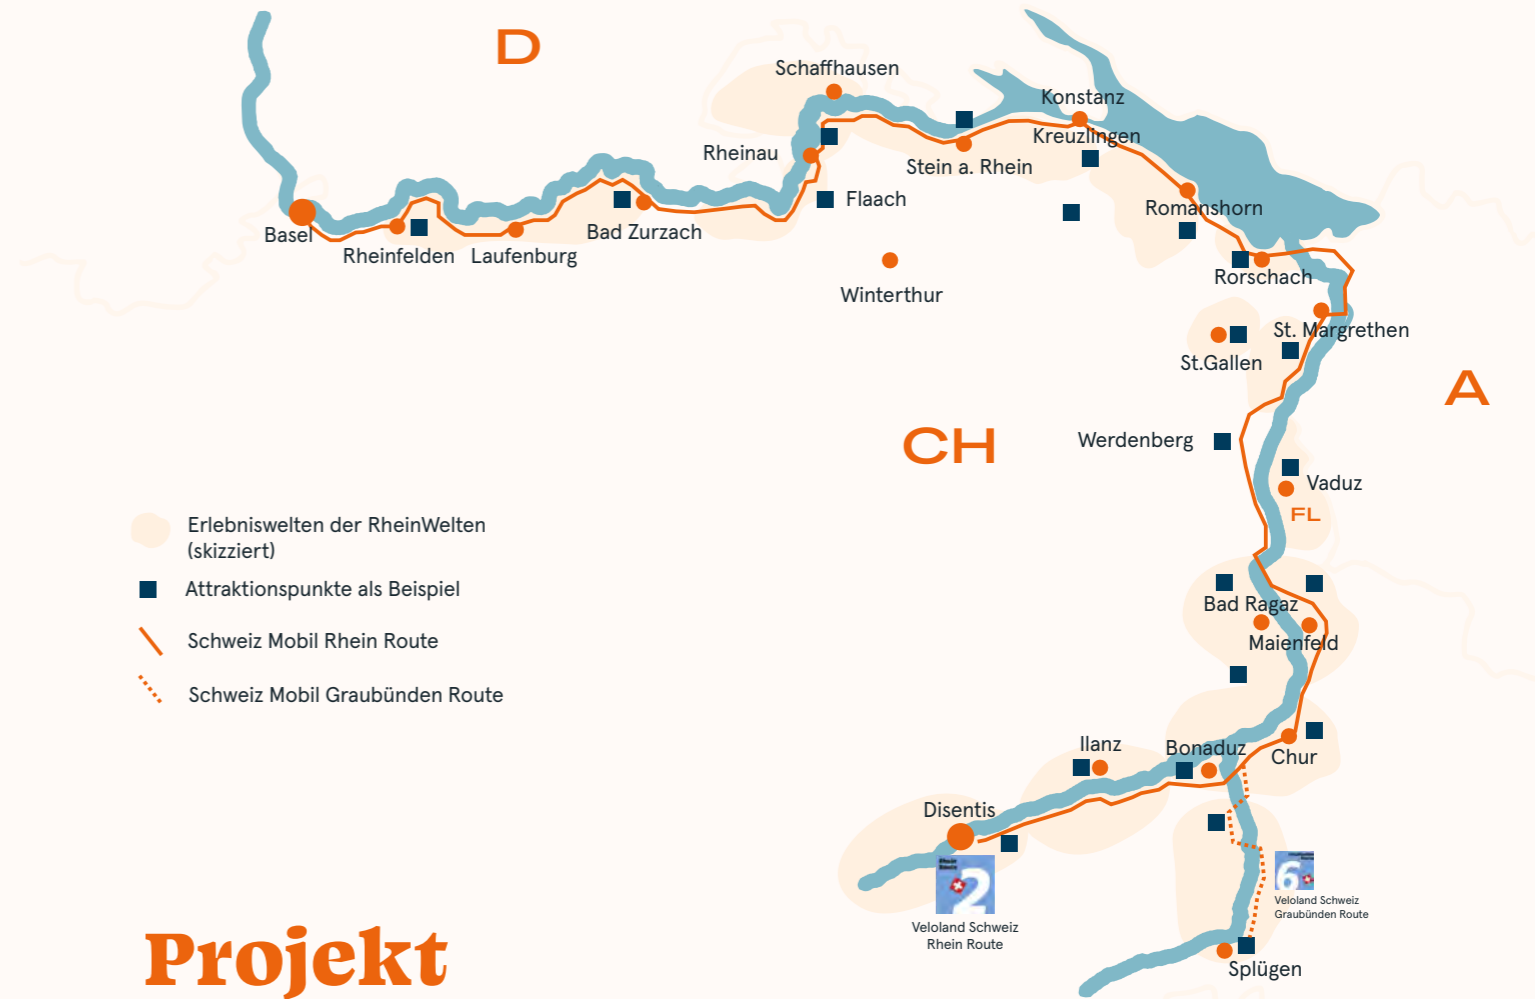 D
Schaffhausen
Konstanz
Kreuzlingen
Rheinau
Stein a. Rhein
Flaach
Romanshorn
Basel
Rheinfelden
Laufenburg
Bad Zurzach
Winterthur
Rorschach
St. Margrethen
St.Gallen
A
CH
Werdenberg
Vaduz
FL
Erlebniswelten der RheinWelten
(skizziert)
Attraktionspunkte als Beispiel
Schweiz Mobil Rhein Route
Schweiz Mobil Graubünden Route
Bad Ragaz
Maienfeld
Ilanz
Bonaduz
Chur
Disentis
2
Veloland Schweiz
Rhein Route
6
Veloland Schweiz
Graubünden Route
Splügen
Projekt